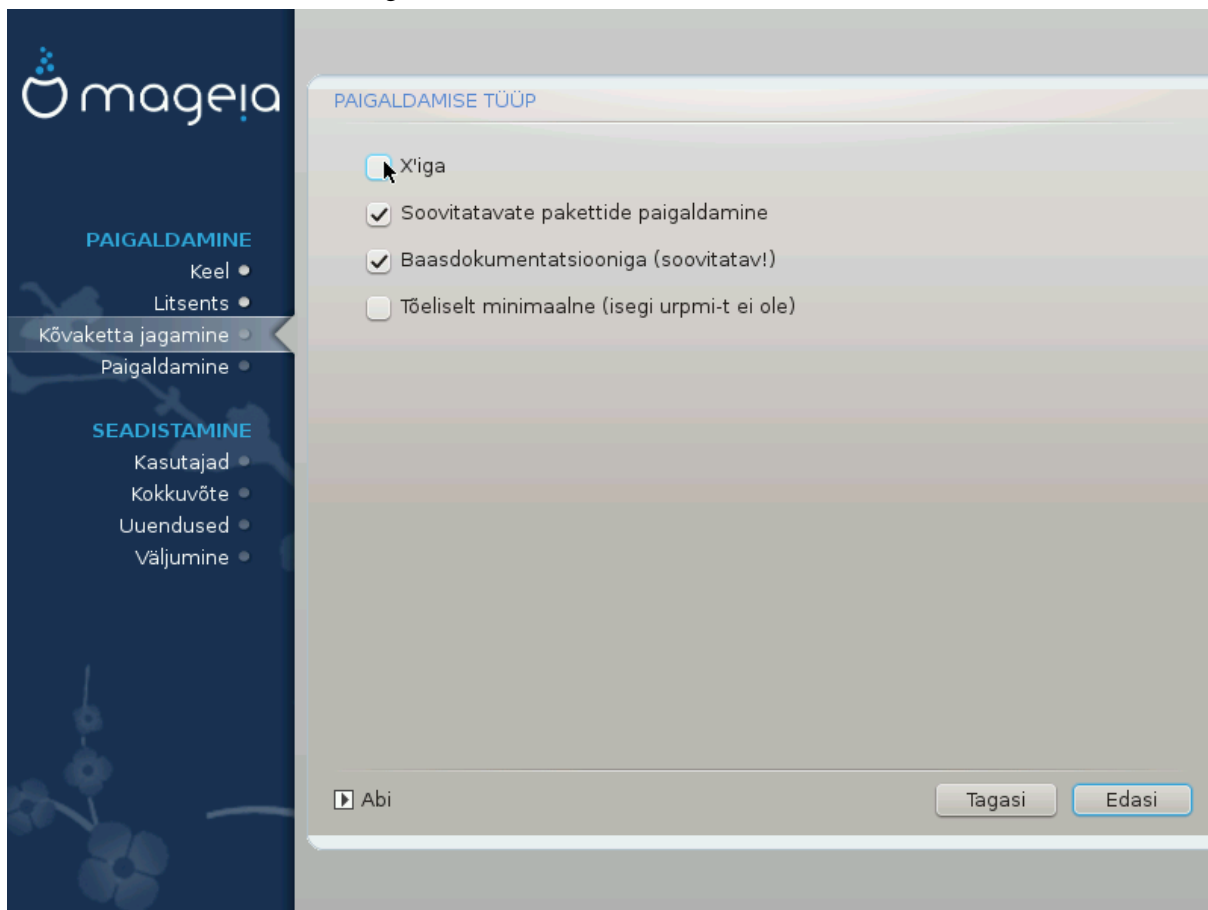 mageia
PAIGALDAMINE
Keel
Litsents
Kõvaketta jagamine
Paigaldamine
SEADISTAMINE
Kasutajad
Kokkuvõte
Uuendused
Väljumine
PAIGALDAMISE TÜÜP
X'iga
Soovitatavate pakettide paigaldamine
Baasdokumentatsiooniga (soovitatav!)
Tõeliselt minimaalne (isegi urpmi-t ei ole)
Abi
Tagasi
Edasi